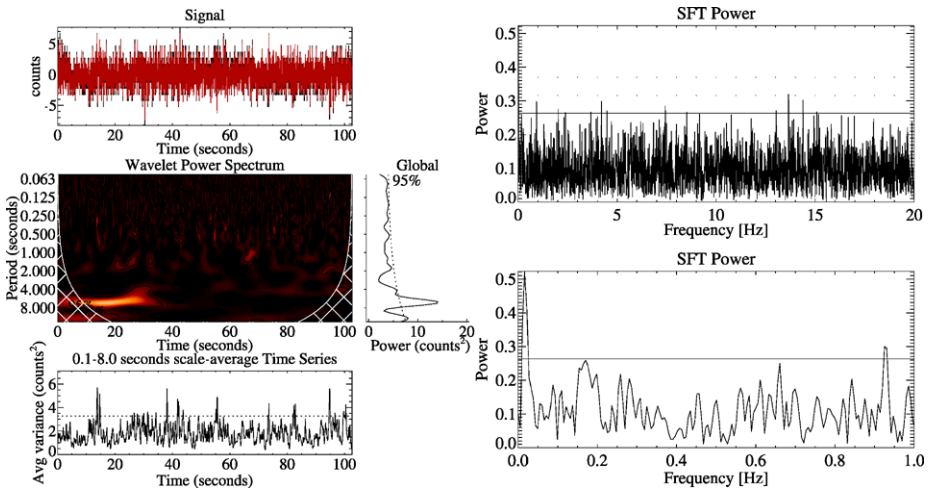 Signal
counts
5
0
-5
0 20 40 60 80 100
Time (seconds)
Wavelet Power Spectrum
Period (seconds)
0.063
0.125
0.250
0.500
1.000
2.000
4.000
8.000
0 20 40 60 80 100
Time (seconds)
Global
95%
0 10 20
Power (counts²)
0.1-8.0 seconds scale-average Time Series
Avg variance (counts²)
6
4
2
0
0 20 40 60 80 100
Time (seconds)
SFT Power
Power
0.5
0.4
0.3
0.2
0.1
0.0
0 5 10 15 20
Frequency [Hz]
SFT Power
Power
0.5
0.4
0.3
0.2
0.1
0.0
0.0 0.2 0.4 0.6 0.8 1.0
Frequency [Hz]